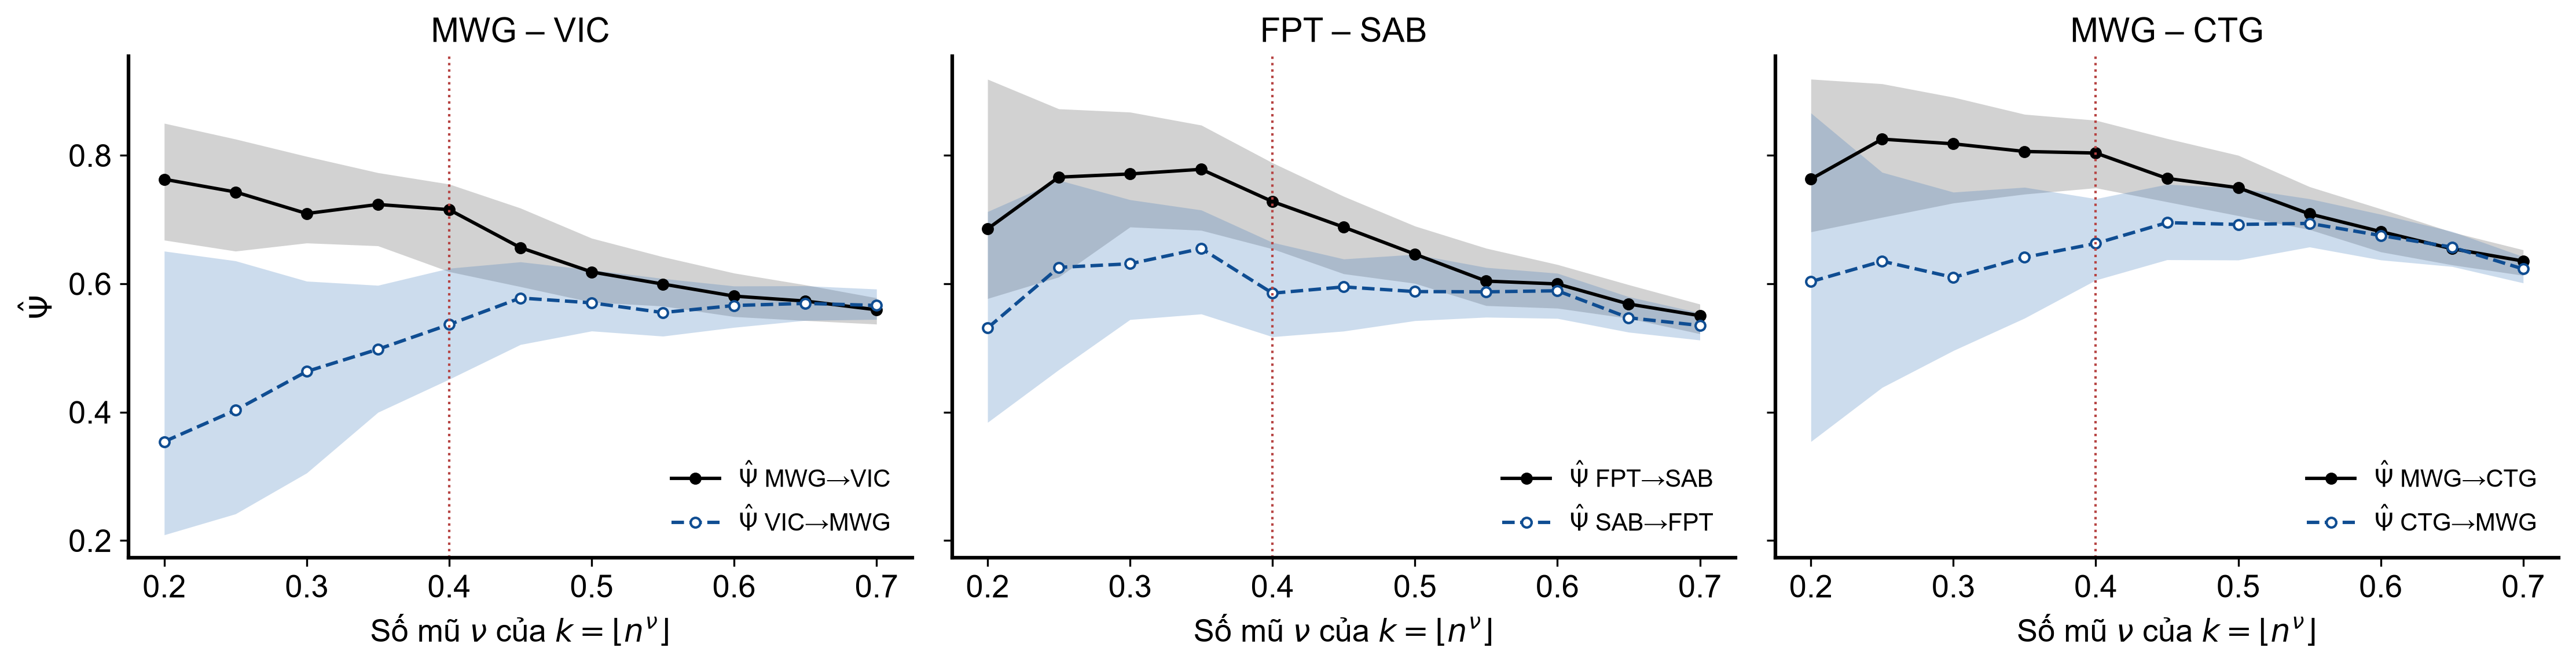 MWG – VIC
FPT – SAB
MWG – CTG
Ψ̂
0.8
0.6
0.4
0.2
Ψ̂ MWG→VIC
Ψ̂ VIC→MWG
Ψ̂ FPT→SAB
Ψ̂ SAB→FPT
Ψ̂ MWG→CTG
Ψ̂ CTG→MWG
0.2 0.3 0.4 0.5 0.6 0.7
0.2 0.3 0.4 0.5 0.6 0.7
0.2 0.3 0.4 0.5 0.6 0.7
Số mũ ν của k = ⌊n^ν⌋
Số mũ ν của k = ⌊n^ν⌋
Số mũ ν của k = ⌊n^ν⌋